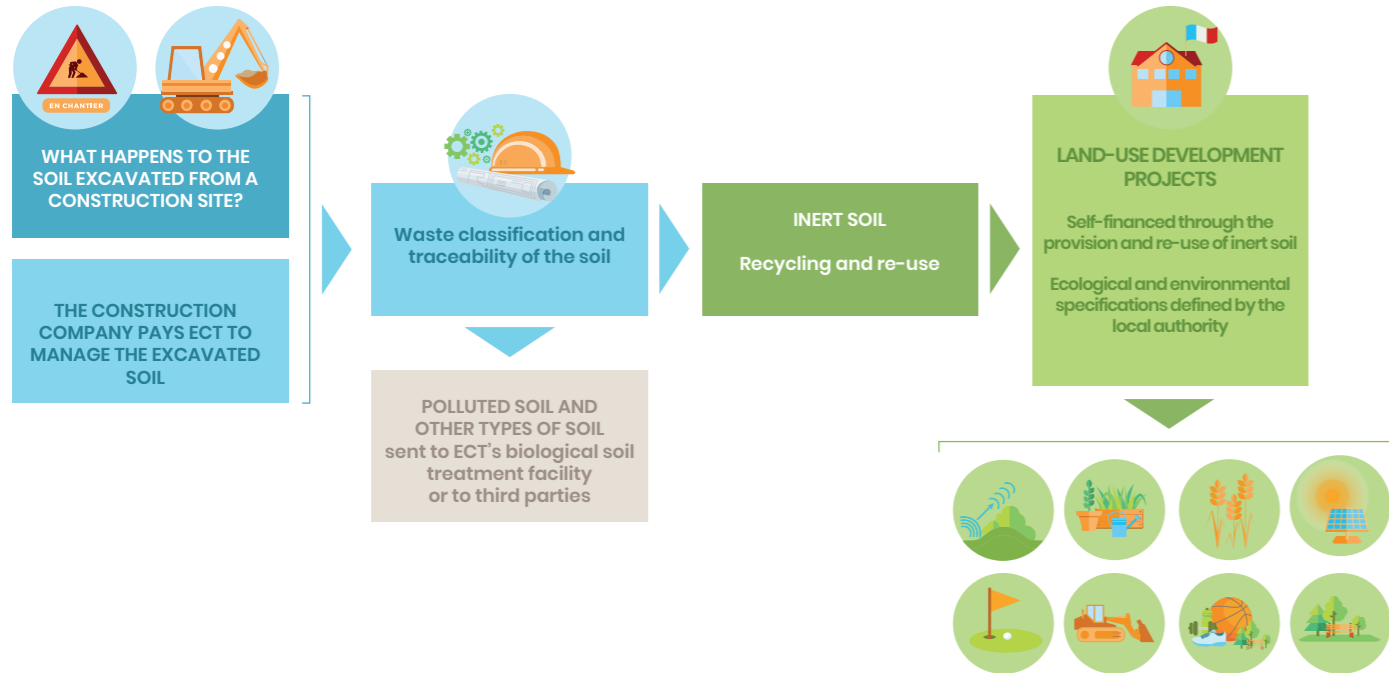 EN CHANTIER
WHAT HAPPENS TO THE
SOIL EXCAVATED FROM A
CONSTRUCTION SITE?
THE CONSTRUCTION
COMPANY PAYS ECT TO
MANAGE THE EXCAVATED
SOIL
Waste classification and
traceability of the soil
POLLUTED SOIL AND
OTHER TYPES OF SOIL
sent to ECT's biological soil
treatment facility
or to third parties
INERT SOIL
Recycling and re-use
LAND-USE DEVELOPMENT
PROJECTS
Self-financed through the
provision and re-use of inert soil
Ecological and environmental
specifications defined by the
local authority